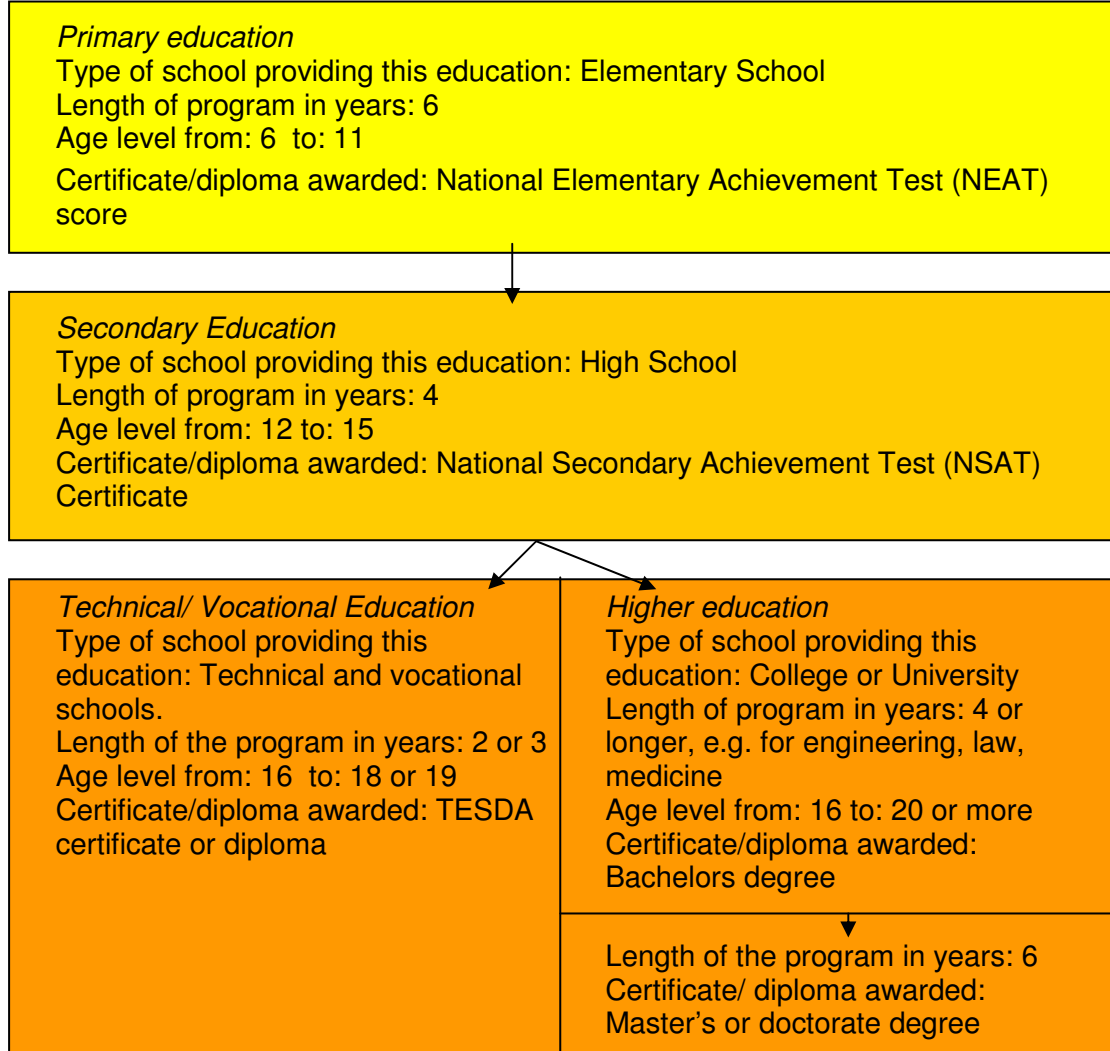 Primary education
Type of school providing this education: Elementary School
Length of program in years: 6
Age level from: 6  to: 11
Certificate/diploma awarded: National Elementary Achievement Test (NEAT)
score
Secondary Education
Type of school providing this education: High School
Length of program in years: 4
Age level from: 12 to: 15
Certificate/diploma awarded: National Secondary Achievement Test (NSAT)
Certificate
Technical/ Vocational Education
Type of school providing this
education: Technical and vocational
schools.
Length of the program in years: 2 or 3
Age level from: 16  to: 18 or 19
Certificate/diploma awarded: TESDA
certificate or diploma
Higher education
Type of school providing this
education: College or University
Length of program in years: 4 or
longer, e.g. for engineering, law,
medicine
Age level from: 16 to: 20 or more
Certificate/diploma awarded:
Bachelors degree
Length of the program in years: 6
Certificate/ diploma awarded:
Master's or doctorate degree